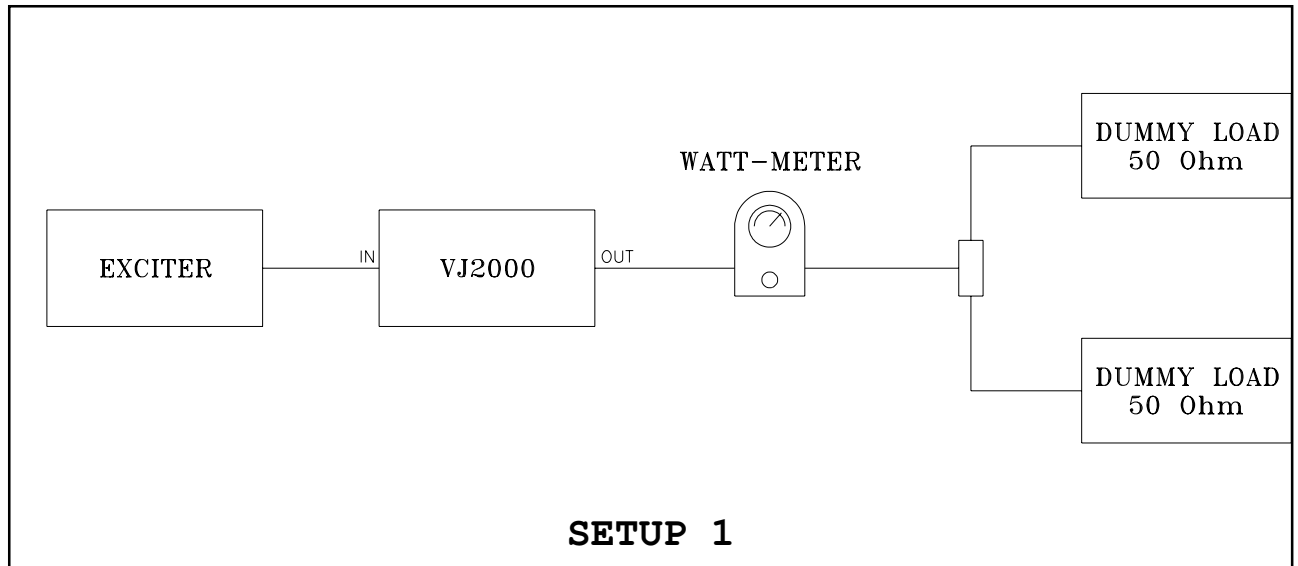 DUMMY LOAD
50 Ohm
WATT-METER
EXCITER
IN
VJ2000
OUT
DUMMY LOAD
50 Ohm
SETUP 1